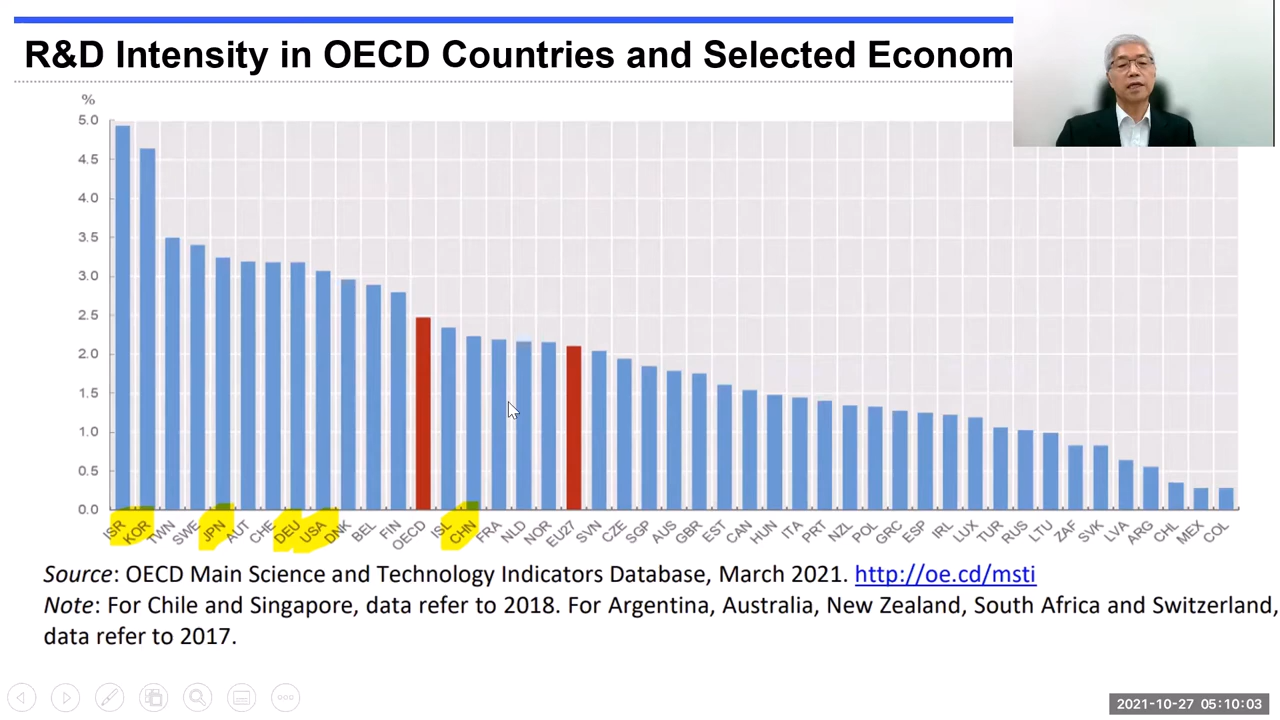 R&D Intensity in OECD Countries and Selected Econom
%
5.0
4.5
4.0
3.5
3.0
2.5
2.0
1.5
1.0
0.5
0.0
ISR KOR TWN SWE JPN AUT CHE DEU USA DNK BEL FIN OECD ISL CHN FRA NLD NOR EU27 SVN CZE SGP AUS GBR EST CAN HUN ITA PRT NZL POL GRC ESP IRL LUX TUR RUS LTU ZAF SVK LVA ARG CHL MEX COL
Source: OECD Main Science and Technology Indicators Database, March 2021. http://oe.cd/msti
Note: For Chile and Singapore, data refer to 2018. For Argentina, Australia, New Zealand, South Africa and Switzerland,
data refer to 2017.
2021-10-27 05:10:03